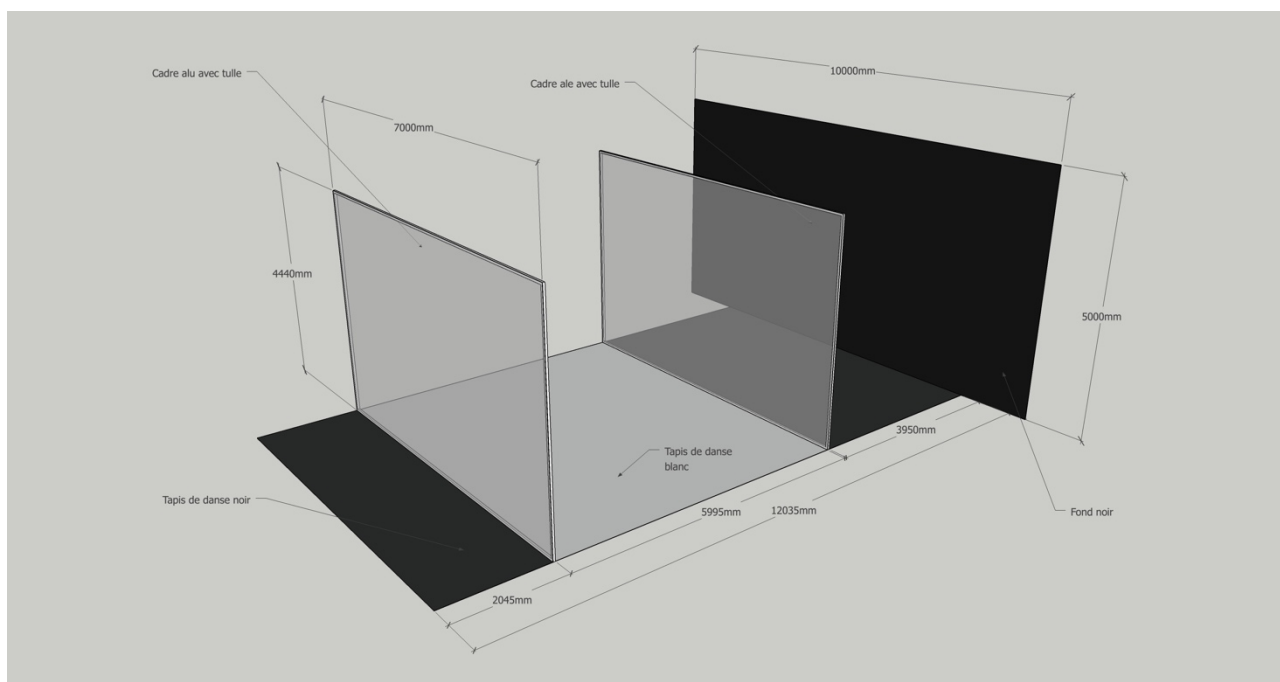 10000mm
Cadre alu avec tulle
Cadre ale avec tulle
7000mm
4440mm
5000mm
3950mm
Tapis de danse
blanc
Tapis de danse noir
5995mm
12035mm
Fond noir
2045mm